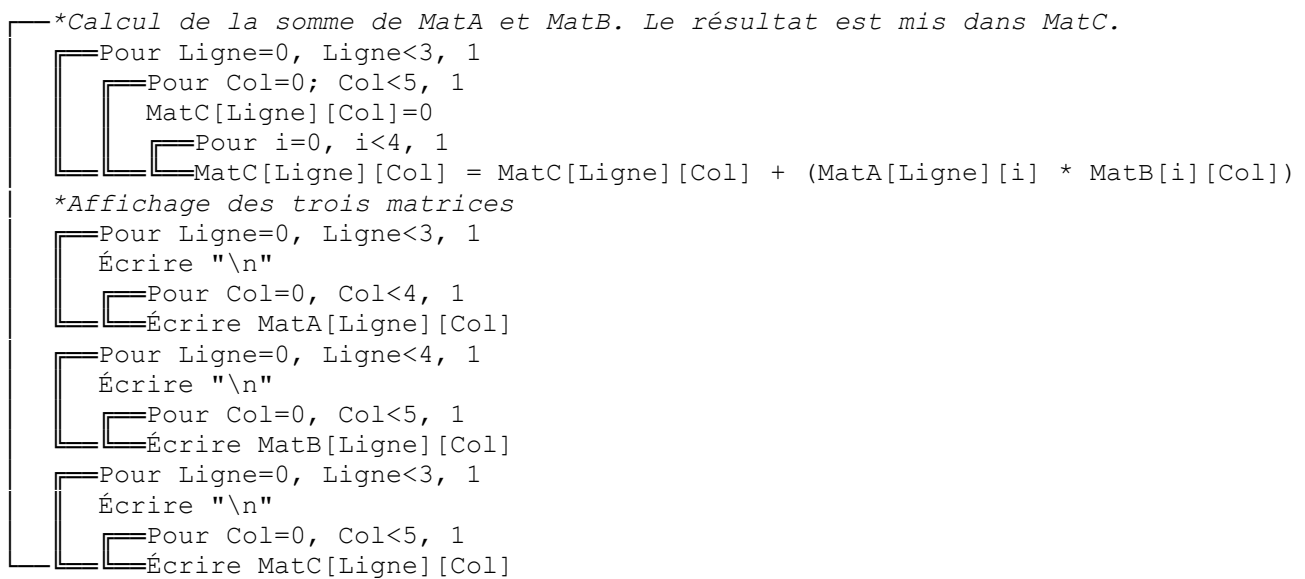 *Calcul de la somme de MatA et MatB. Le résultat est mis dans MatC.
Pour Ligne=0, Ligne<3, 1
Pour Col=0; Col<5, 1
MatC[Ligne][Col]=0
Pour i=0, i<4, 1
MatC[Ligne][Col] = MatC[Ligne][Col] + (MatA[Ligne][i] * MatB[i][Col])
*Affichage des trois matrices
Pour Ligne=0, Ligne<3, 1
Écrire "\n"
Pour Col=0, Col<4, 1
Écrire MatA[Ligne][Col]
Pour Ligne=0, Ligne<4, 1
Écrire "\n"
Pour Col=0, Col<5, 1
Écrire MatB[Ligne][Col]
Pour Ligne=0, Ligne<3, 1
Écrire "\n"
Pour Col=0, Col<5, 1
Écrire MatC[Ligne][Col]